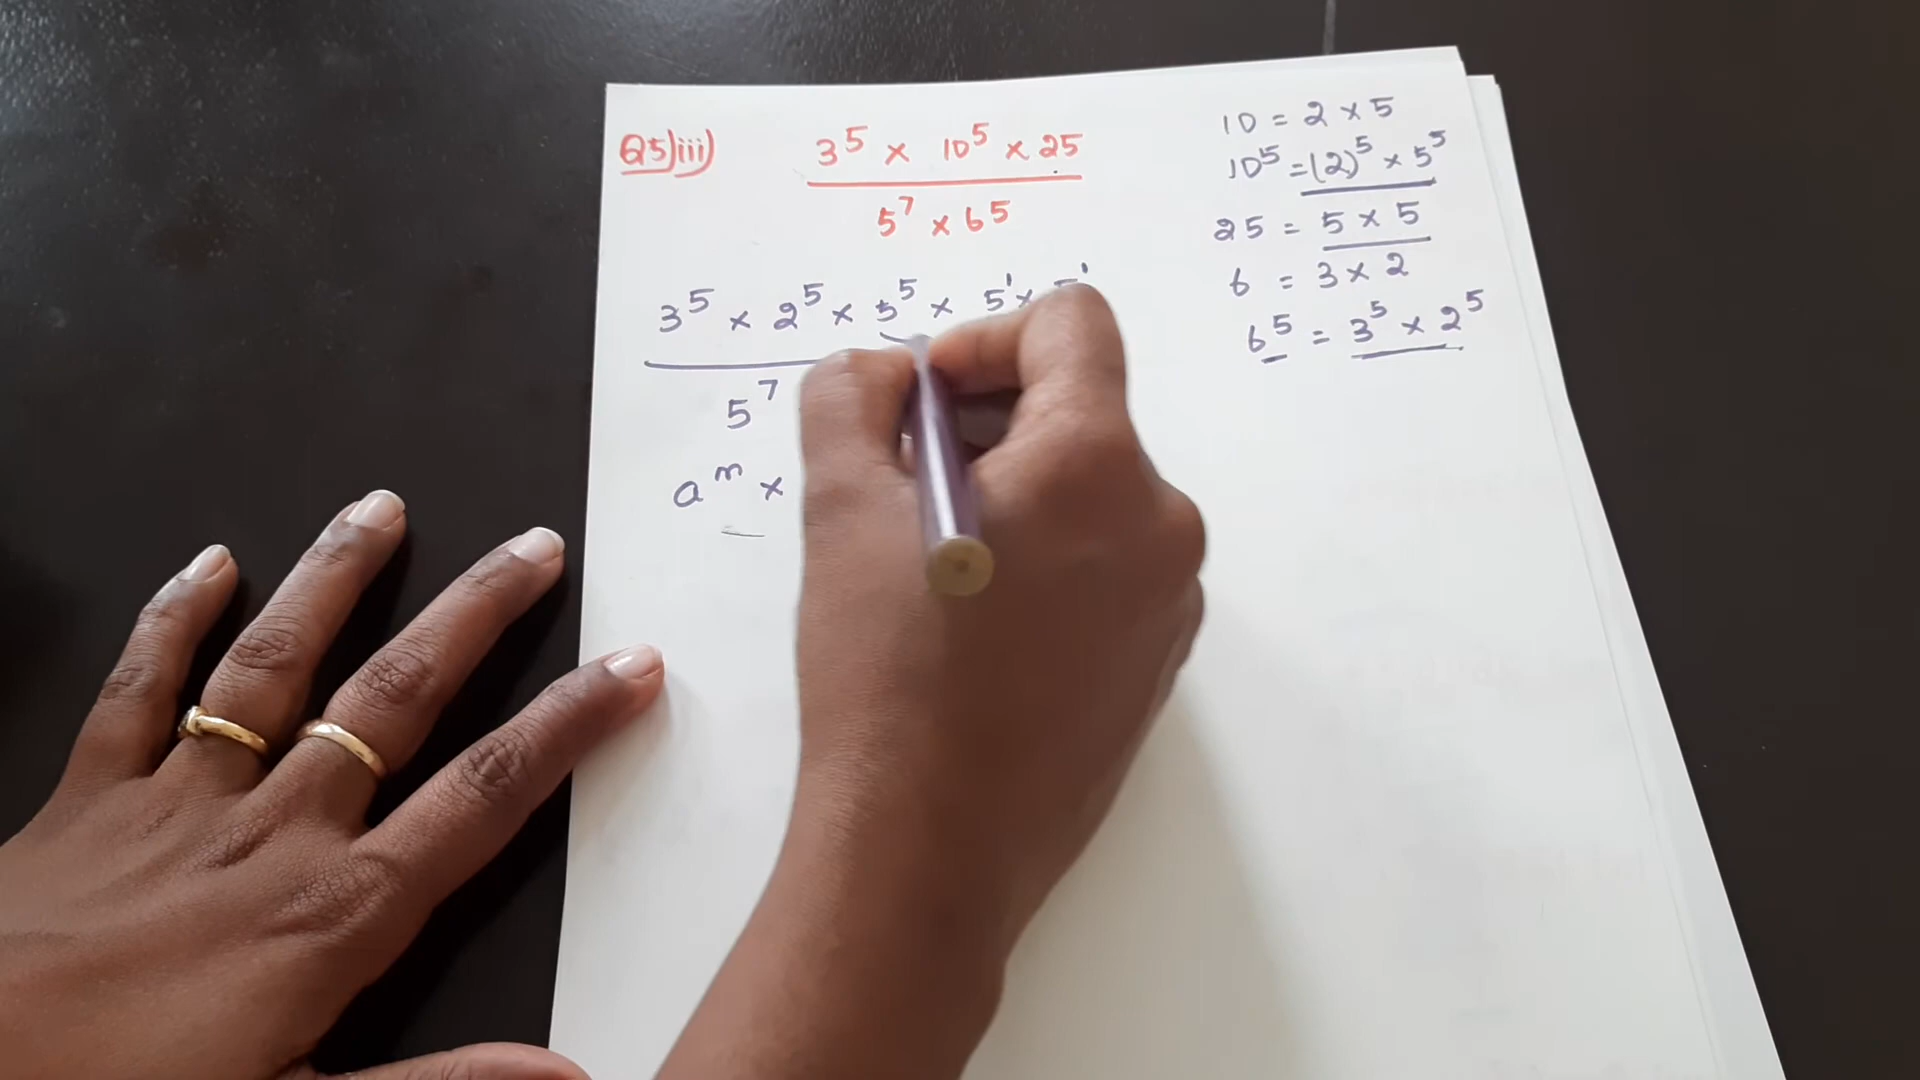 Q5)iii) 3⁵ × 10⁵ × 25
5⁷ × 6⁵
3⁵ × 2⁵ × 5⁵ × 5¹ ×
5⁷
aᵐ ×
10 = 2 × 5
10⁵ = (2)⁵ × 5⁵
25 = 5 × 5
6 = 3 × 2
6⁵ = 3⁵ × 2⁵